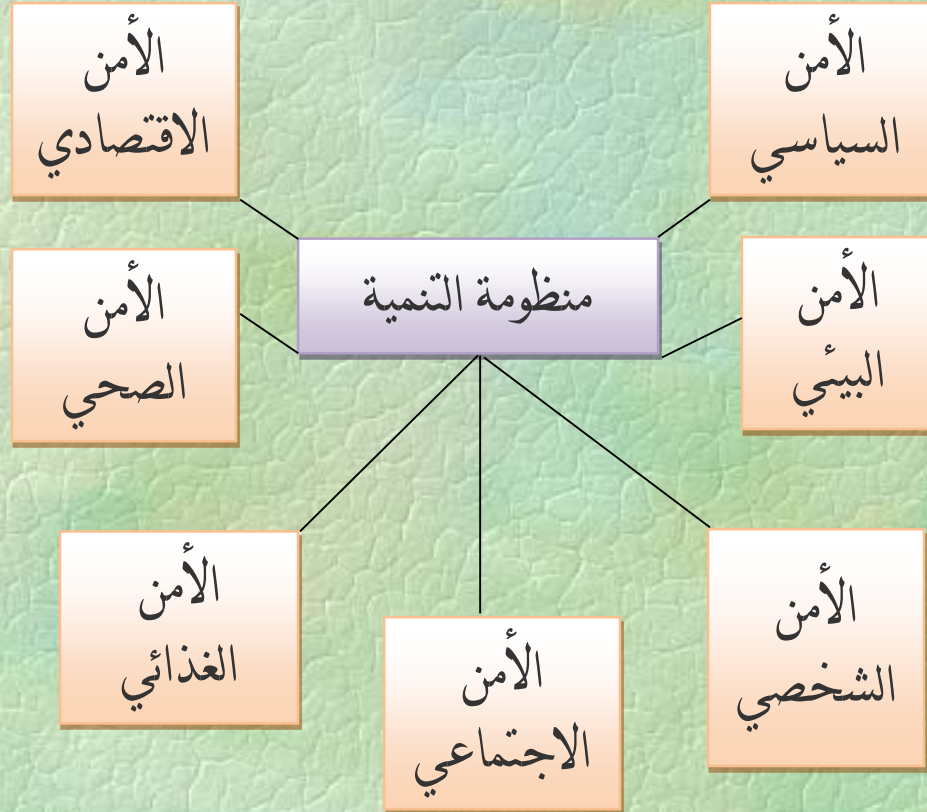 الأمن
السياسي
الأمن
الاقتصادي
منظومة التنمية
الأمن
البيئي
الأمن
الصحي
الأمن
الشخصي
الأمن
الاجتماعي
الأمن
الغذائي